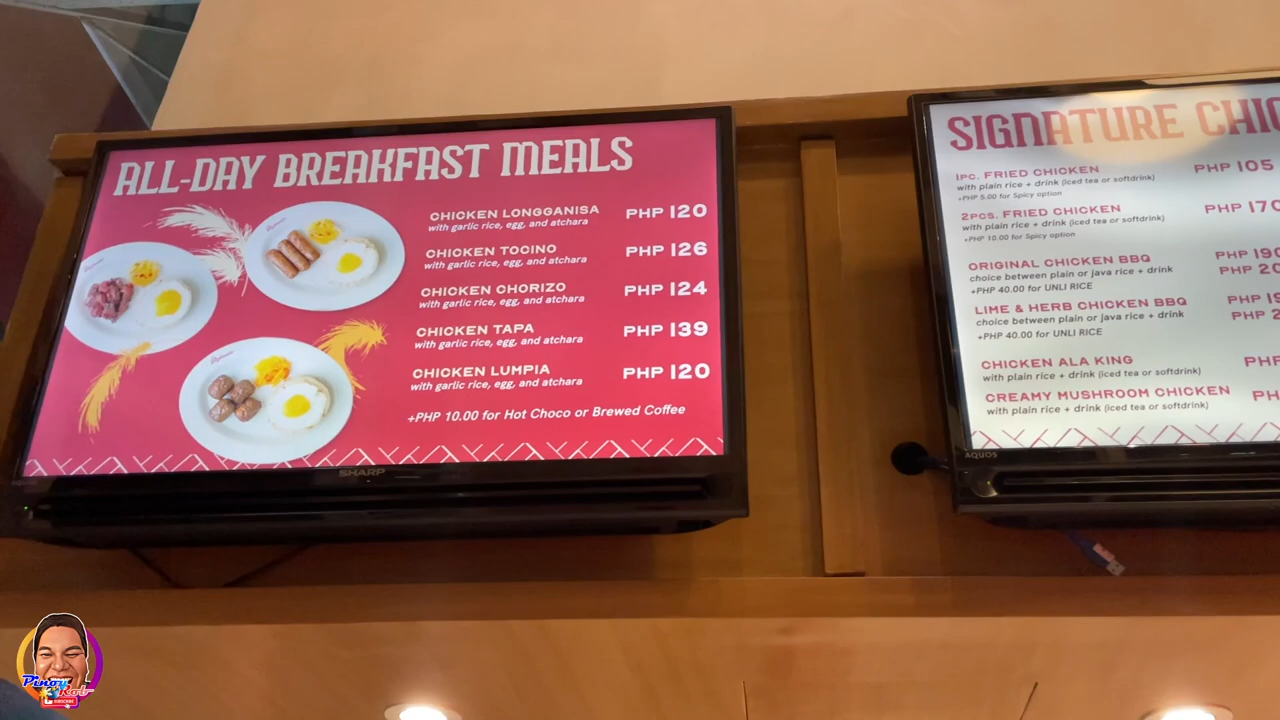 ALL-DAY BREAKFAST MEALS
CHICKEN LONGGANISA PHP 120
with garlic rice, egg, and atchara
CHICKEN TOCINO PHP 126
with garlic rice, egg, and atchara
CHICKEN CHORIZO PHP 124
with garlic rice, egg, and atchara
CHICKEN TAPA PHP 139
with garlic rice, egg, and atchara
CHICKEN LUMPIA PHP 120
with garlic rice, egg, and atchara
+PHP 10.00 for Hot Choco or Brewed Coffee
SHARP
SIGNATURE
1PC. FRIED CHICKEN PHP 105
with plain rice + drink (iced tea or softdrink)
+PHP 5.00 for Spicy option
2PCS. FRIED CHICKEN PHP 170
with plain rice + drink (iced tea or softdrink)
+PHP 10.00 for Spicy option
ORIGINAL CHICKEN BBQ PHP
choice between plain or java rice + drink PHP
+PHP 40.00 for UNLI RICE
LIME & HERB CHICKEN BBQ PHP
choice between plain or java rice + drink PHP
+PHP 40.00 for UNLI RICE
CHICKEN ALA KING PHP
with plain rice + drink (iced tea or softdrink)
CREAMY MUSHROOM CHICKEN
with plain rice + drink (iced tea or softdrink)
AQUOS
Pinoy
Rob
SUBSCRIBE